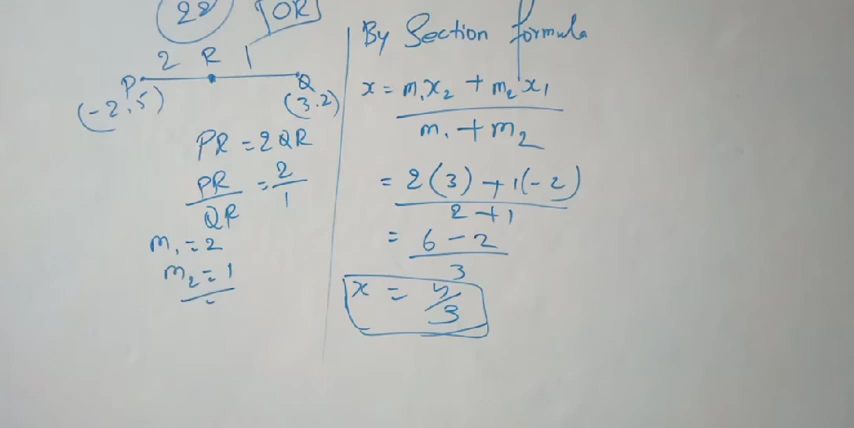 22 OR
2 R 1
P Q
(-2,5) (3.2)
PR = 2QR
PR/QR = 2/1
m₁ = 2
m₂ = 1
By Section formula
x = m₁x₂ + m₂x₁ / m₁ + m₂
= 2(3) + 1(-2) / 2+1
= 6 - 2 / 3
x = 4/3